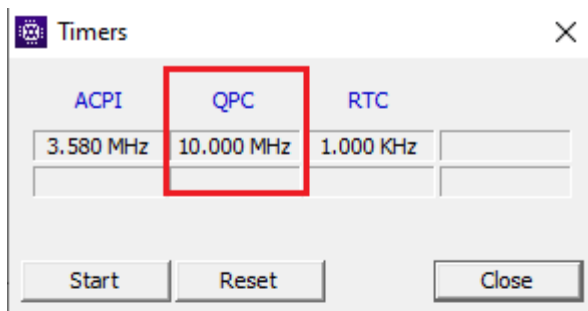 Timers
ACPI QPC RTC
3.580 MHz 10.000 MHz 1.000 KHz
Start Reset Close